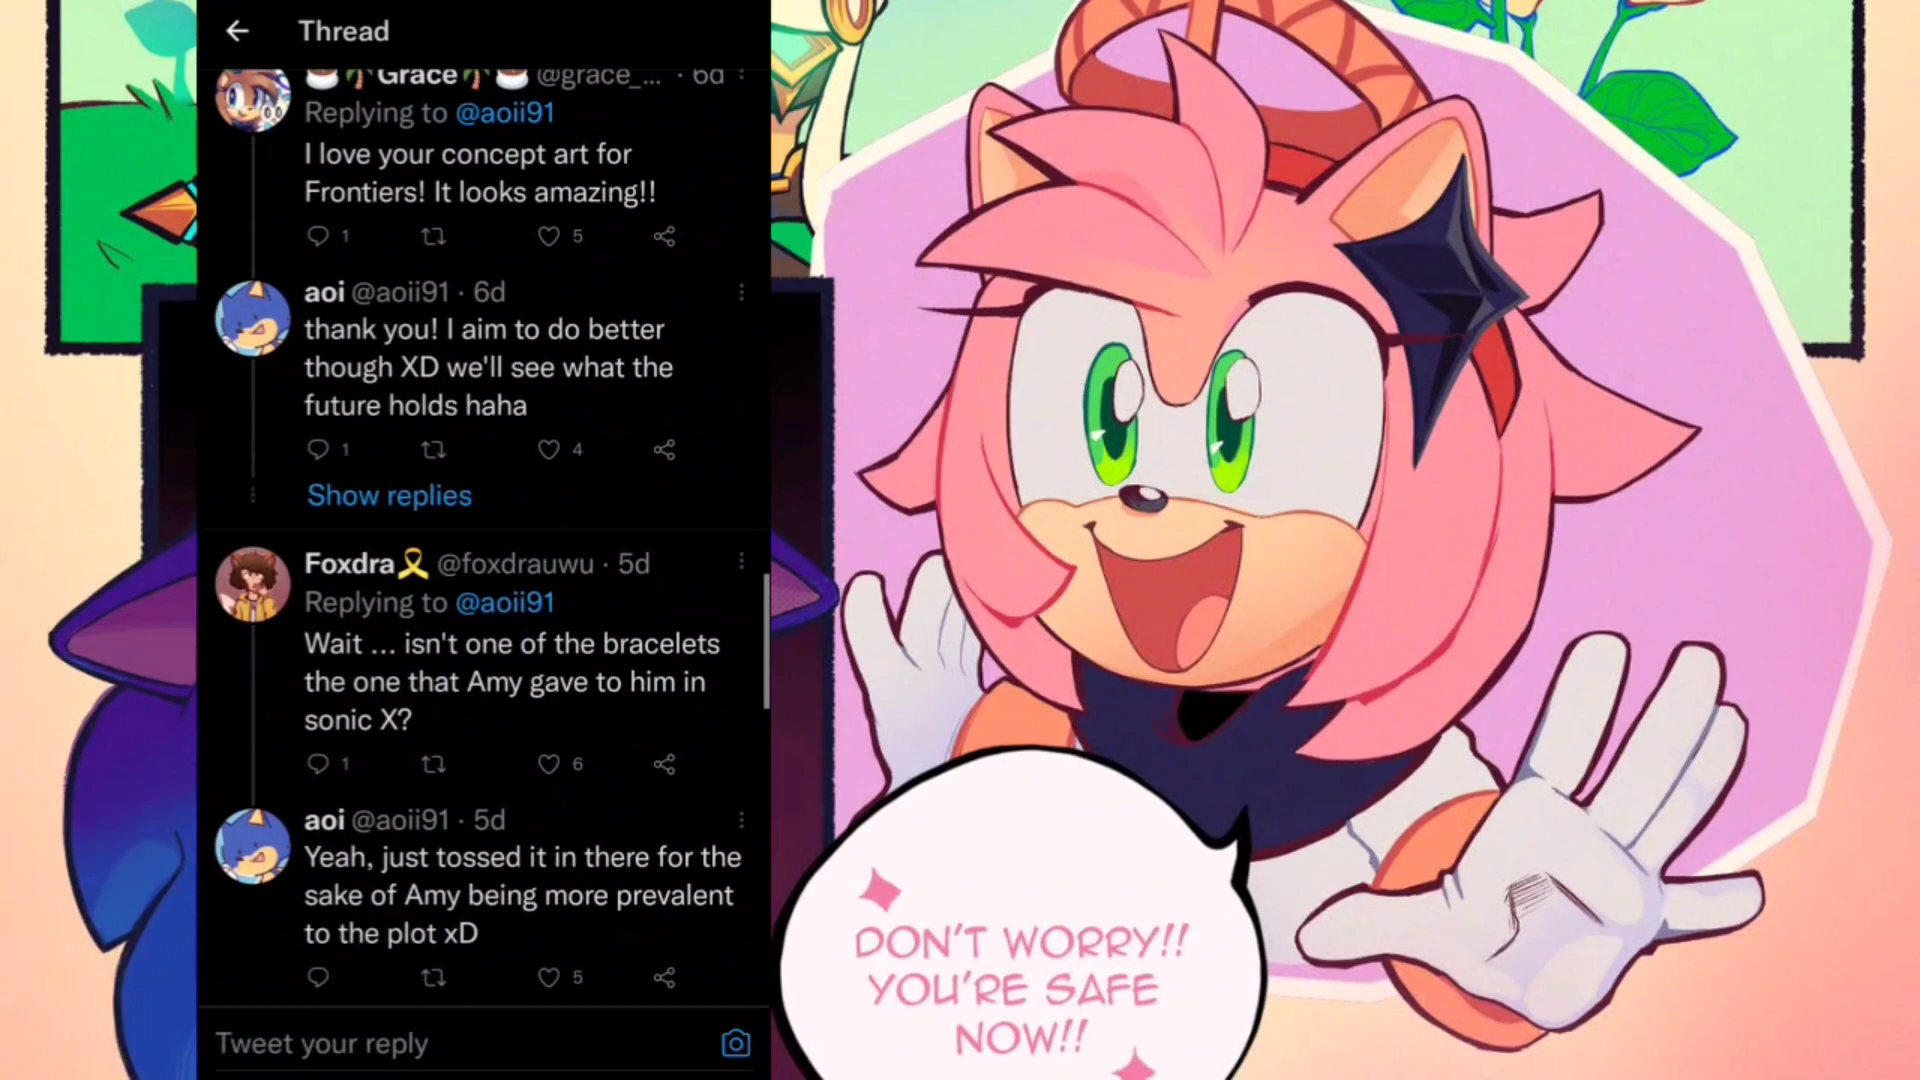 Thread
Grace @grace_... · 6d
Replying to @aoii91
I love your concept art for
Frontiers! It looks amazing!!
1 5
aoi @aoii91 · 6d
thank you! I aim to do better
though XD we'll see what the
future holds haha
1 4
Show replies
Foxdra @foxdrauwu · 5d
Replying to @aoii91
Wait ... isn't one of the bracelets
the one that Amy gave to him in
sonic X?
1 6
aoi @aoii91 · 5d
Yeah, just tossed it in there for the
sake of Amy being more prevalent
to the plot xD
5
Tweet your reply
DON'T WORRY!!
YOU'RE SAFE
NOW!!